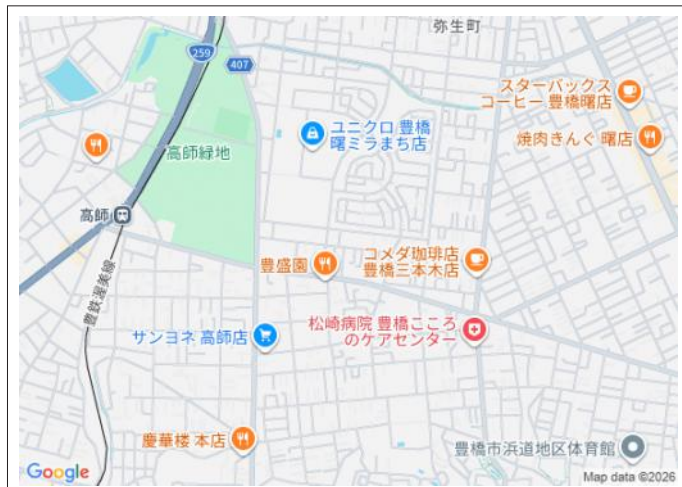 弥生町
259
407
スターバックス
コーヒー 豊橋曙店
ユニクロ 豊橋
曙ミラまち店
焼肉きんぐ 曙店
高師緑地
高師
豊鉄渥美線
豊盛園
コメダ珈琲店
豊橋三本木店
サンヨネ 高師店
松崎病院 豊橋こころ
のケアセンター
慶華楼 本店
豊橋市浜道地区体育館
Google
Map data ©2026